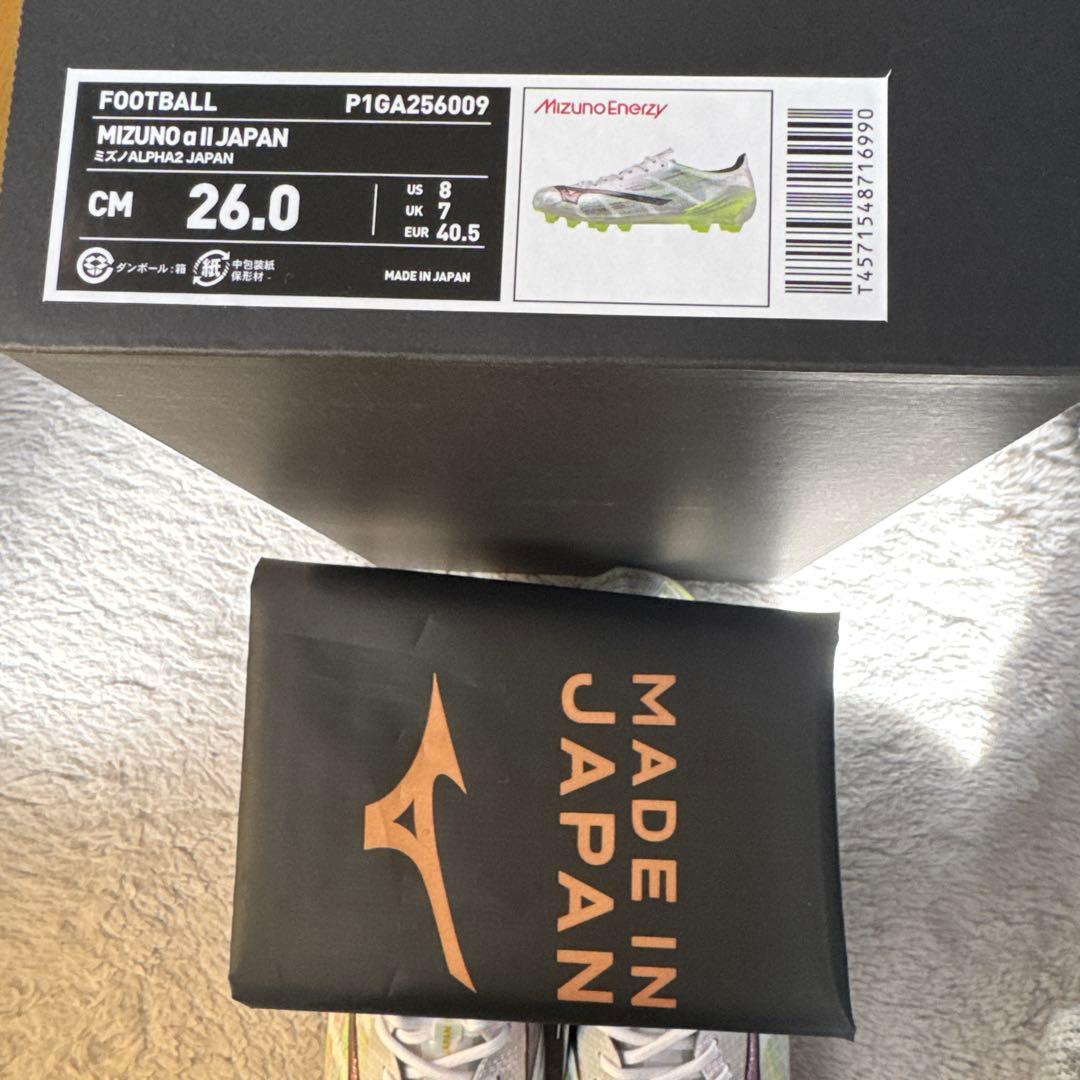 FOOTBALL P1GA256009
MIZUNO α II JAPAN
ミズノALPHA2 JAPAN
CM 26.0
US 8
UK 7
EUR 40.5
ダンボール:箱
紙
中包装紙
保形材
MADE IN JAPAN
MIZUNO ENERZY
T4571548716990
MADE IN
JAPAN